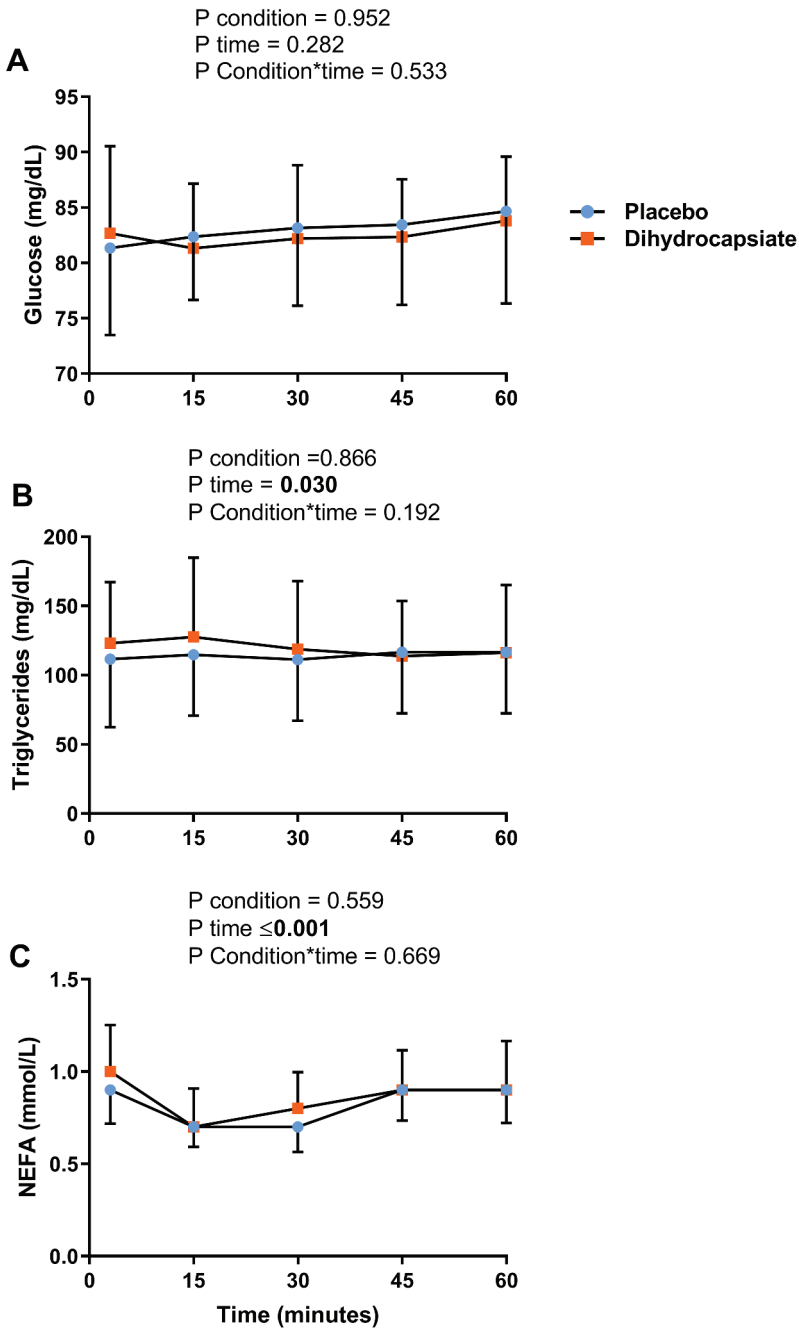 P condition = 0.952
P time = 0.282
P Condition*time = 0.533
A
95
90
85
80
75
70
Glucose (mg/dL)
0 15 30 45 60
Placebo
Dihydrocapsiate
P condition =0.866
P time = 0.030
P Condition*time = 0.192
B
200
150
100
50
0
Triglycerides (mg/dL)
0 15 30 45 60
P condition = 0.559
P time ≤0.001
P Condition*time = 0.669
C
1.5
1.0
0.5
0.0
NEFA (mmol/L)
0 15 30 45 60
Time (minutes)